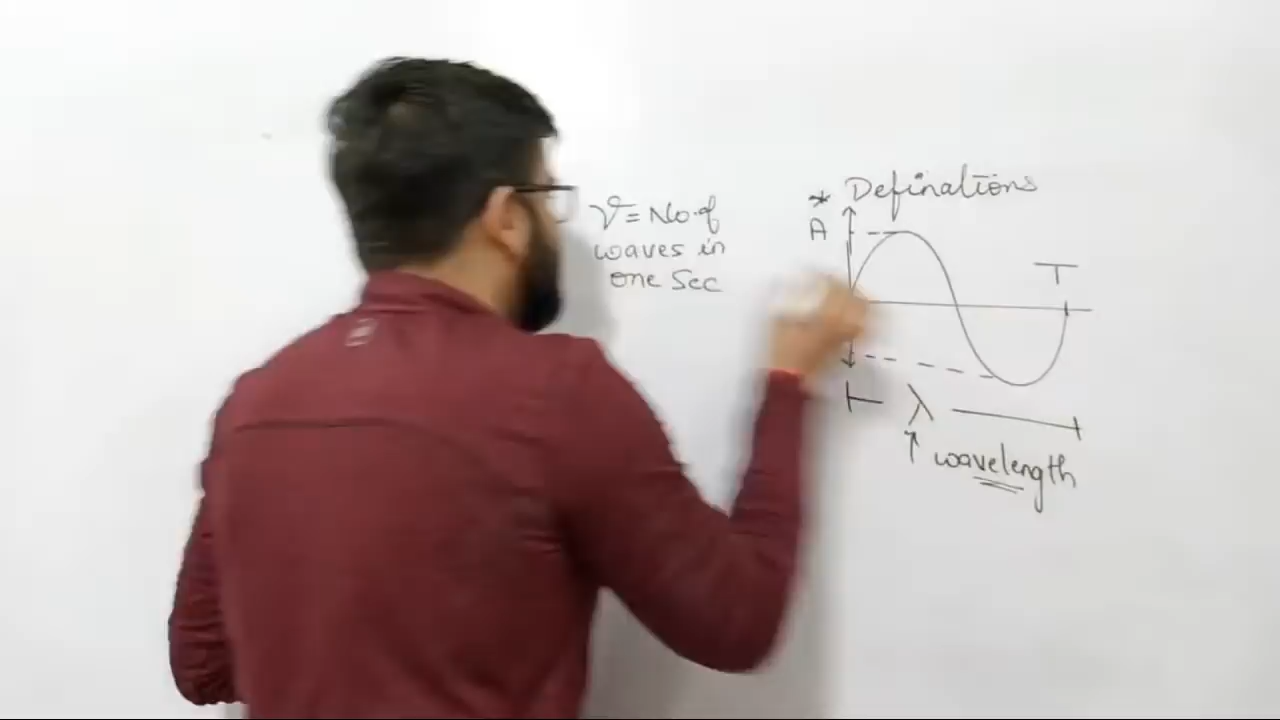 ν = No. of
waves in
one Sec
* Definations
A
T
λ
↑ wavelength